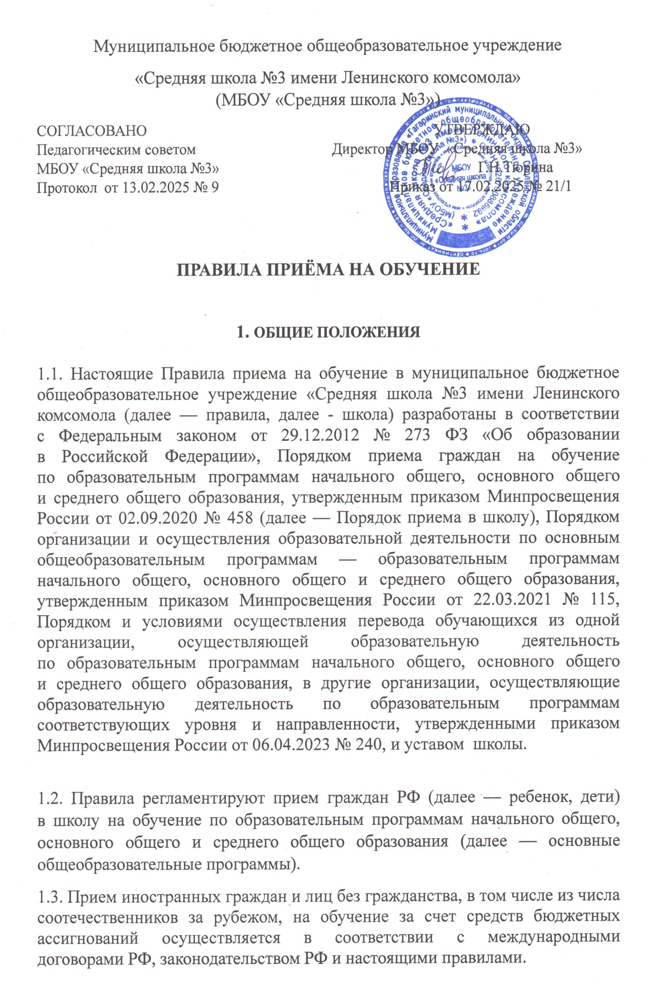 Муниципальное бюджетное общеобразовательное учреждение
«Средняя школа №3 имени Ленинского комсомола»
(МБОУ «Средняя школа №3»)
СОГЛАСОВАНО
Педагогическим советом
МБОУ «Средняя школа №3»
Протокол от 13.02.2025 № 9
УТВЕРЖДАЮ
Директор МБОУ «Средняя школа №3»
Г.Н. Тюрина
Приказ от 17.02.2025 № 21/1
МБОУ
«Средняя школа
№3»
ПРАВИЛА ПРИЁМА НА ОБУЧЕНИЕ
1. ОБЩИЕ ПОЛОЖЕНИЯ
1.1. Настоящие Правила приема на обучение в муниципальное бюджетное
общеобразовательное учреждение «Средняя школа №3 имени Ленинского
комсомола (далее — правила, далее - школа) разработаны в соответствии
с Федеральным законом от 29.12.2012 № 273 ФЗ «Об образовании
в Российской Федерации», Порядком приема граждан на обучение
по образовательным программам начального общего, основного общего
и среднего общего образования, утвержденным приказом Минпросвещения
России от 02.09.2020 № 458 (далее — Порядок приема в школу), Порядком
организации и осуществления образовательной деятельности по основным
общеобразовательным программам — образовательным программам
начального общего, основного общего и среднего общего образования,
утвержденным приказом Минпросвещения России от 22.03.2021 № 115,
Порядком и условиями осуществления перевода обучающихся из одной
организации, осуществляющей образовательную деятельность
по образовательным программам начального общего, основного общего
и среднего общего образования, в другие организации, осуществляющие
образовательную деятельность по образовательным программам
соответствующих уровня и направленности, утвержденными приказом
Минпросвещения России от 06.04.2023 № 240, и уставом школы.
1.2. Правила регламентируют прием граждан РФ (далее — ребенок, дети)
в школу на обучение по образовательным программам начального общего,
основного общего и среднего общего образования (далее — основные
общеобразовательные программы).
1.3. Прием иностранных граждан и лиц без гражданства, в том числе из числа
соотечественников за рубежом, на обучение за счет средств бюджетных
ассигнований осуществляется в соответствии с международными
договорами РФ, законодательством РФ и настоящими правилами.